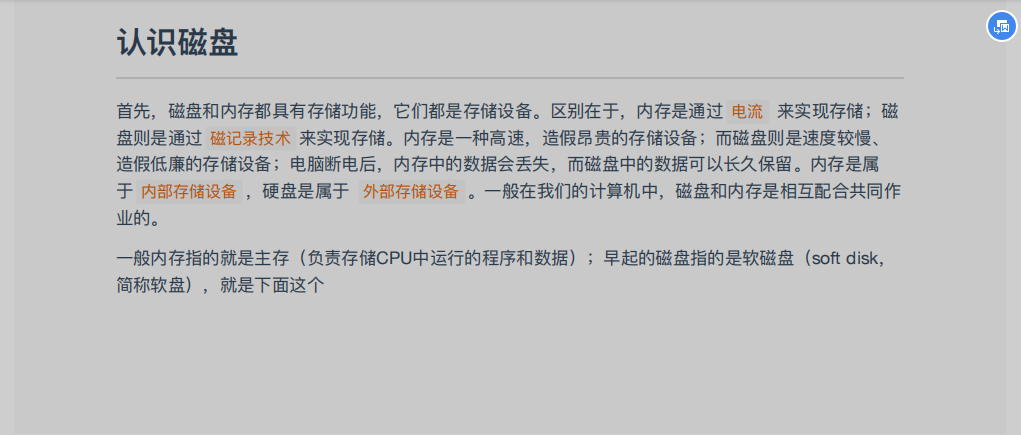 认识磁盘
首先，磁盘和内存都具有存储功能，它们都是存储设备。区别在于，内存是通过 电流 来实现存储；磁
盘则是通过 磁记录技术 来实现存储。内存是一种高速，造假昂贵的存储设备；而磁盘则是速度较慢、
造假低廉的存储设备；电脑断电后，内存中的数据会丢失，而磁盘中的数据可以长久保留。内存是属
于 内部存储设备 ，硬盘是属于 外部存储设备 。一般在我们的计算机中，磁盘和内存是相互配合共同作
业的。
一般内存指的就是主存（负责存储CPU中运行的程序和数据）；早起的磁盘指的是软磁盘（soft disk，
简称软盘），就是下面这个